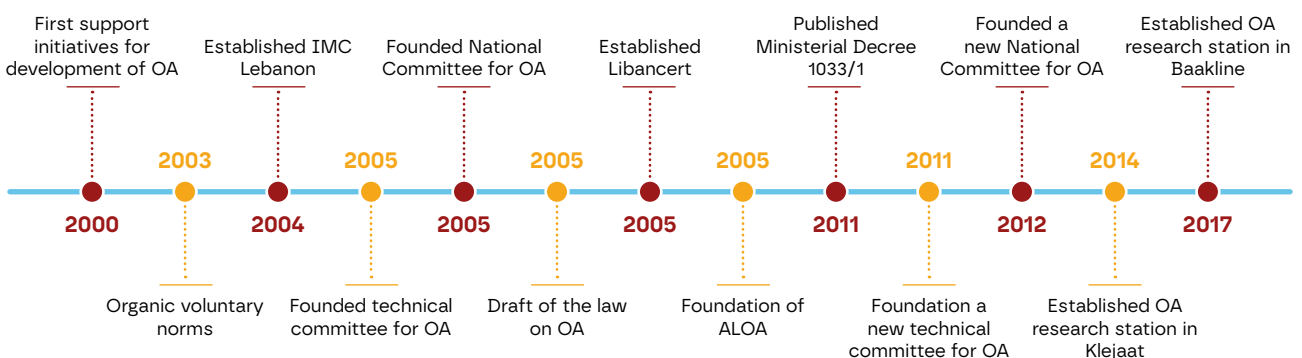 First support
initiatives for
development of OA
Established IMC
Lebanon
Founded National
Committee for OA
Established
Libancert
Published
Ministerial Decree
1033/1
Founded a
new National
Committee for OA
Established OA
research station in
Baakline
2003
2005
2005
2005
2011
2014
2000
2004
2005
2005
2011
2012
2017
Organic voluntary
norms
Founded technical
committee for OA
Draft of the law
on OA
Foundation of
ALOA
Foundation a
new technical
committee for OA
Established OA
research station in
Klejaat